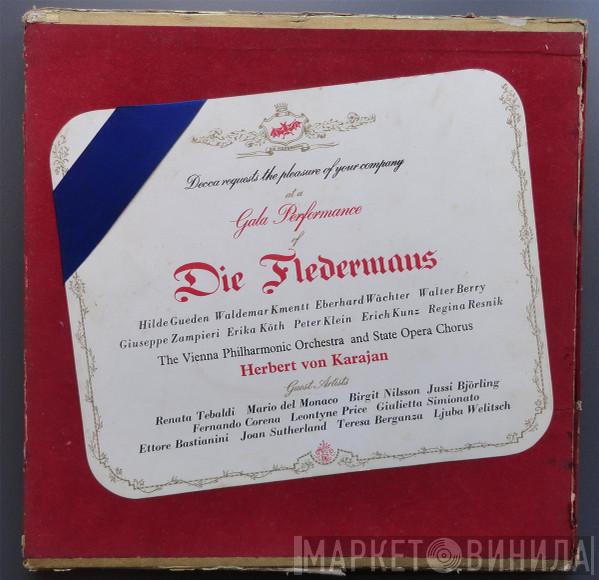 Decca requests the pleasure of your company
at a
Gala Performance
of
Die Fledermaus
Hilde Gueden Waldemar Kmentt Eberhard Wächter Walter Berry
Giuseppe Zampieri Erika Köth Peter Klein Erich Kunz Regina Resnik
The Vienna Philharmonic Orchestra and State Opera Chorus
Herbert von Karajan
Guest Artists
Renata Tebaldi Mario del Monaco Birgit Nilsson Jussi Björling
Fernando Corena Leontyne Price Giulietta Simionato
Ettore Bastianini Joan Sutherland Teresa Berganza Ljuba Welitsch
МАРКЕТ ВИНИЛА